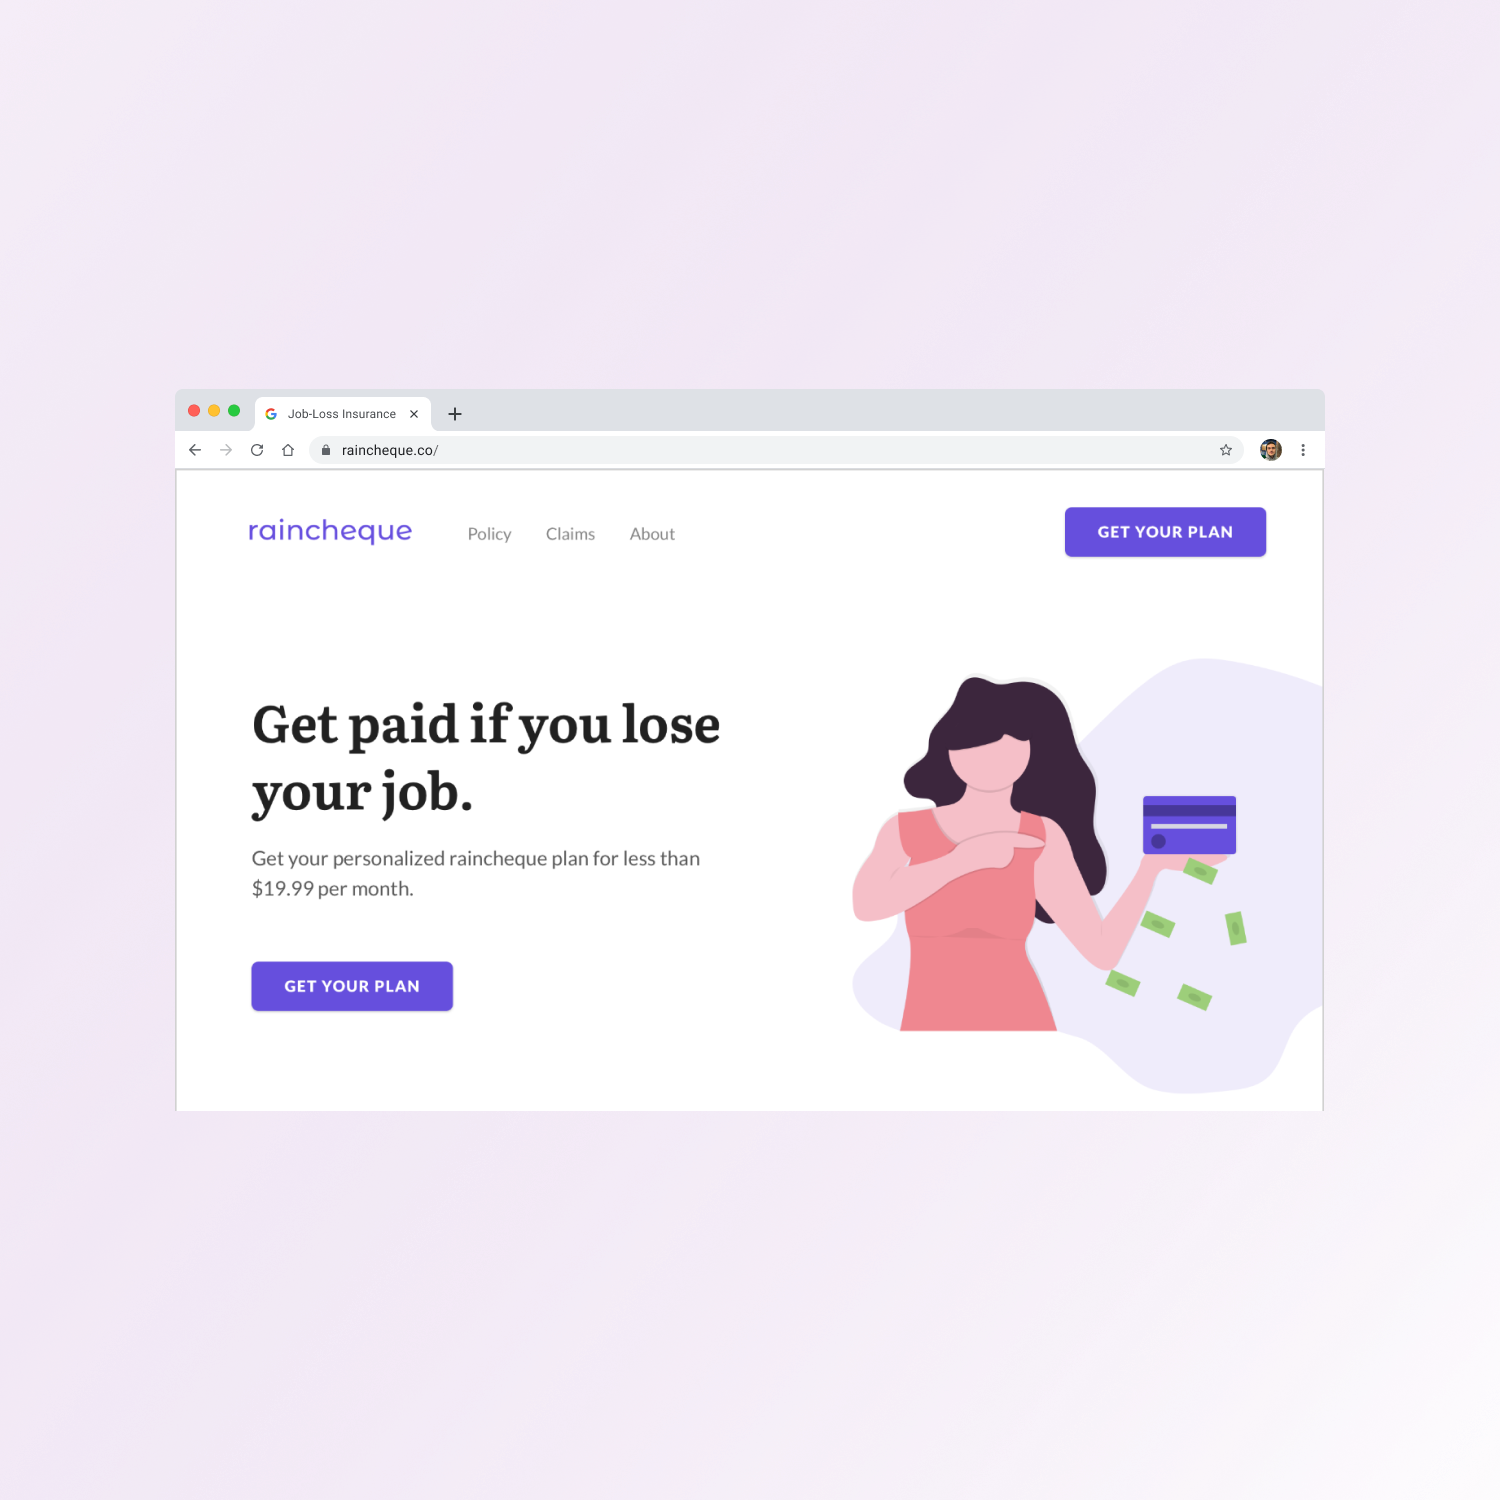 Job-Loss Insurance
raincheque.co/
raincheque
Policy
Claims
About
GET YOUR PLAN
Get paid if you lose
your job.
Get your personalized raincheque plan for less than
$19.99 per month.
GET YOUR PLAN